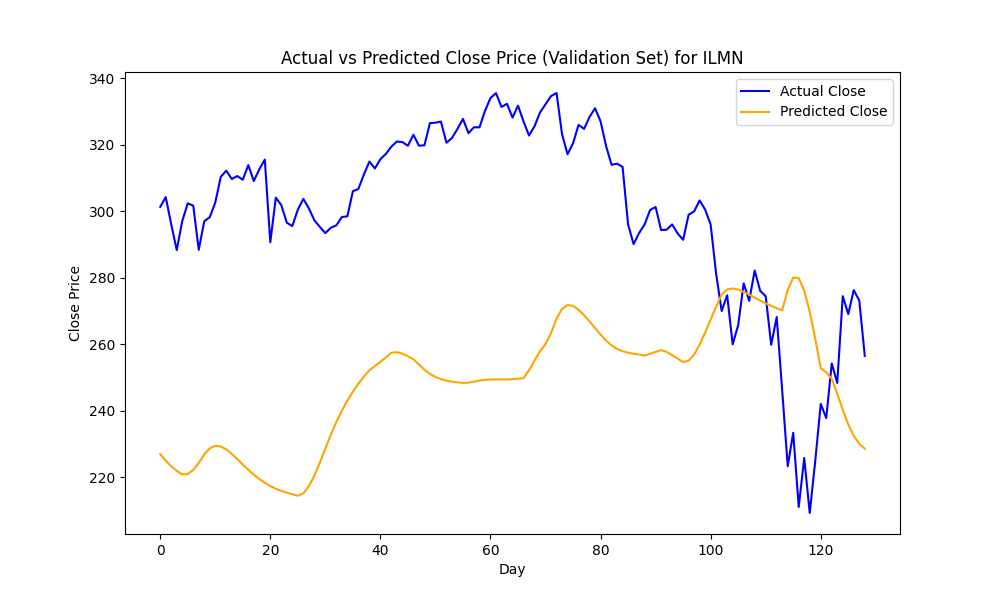 Actual vs Predicted Close Price (Validation Set) for ILMN
Actual Close
Predicted Close
Close Price
340
320
300
280
260
240
220
0 20 40 60 80 100 120
Day